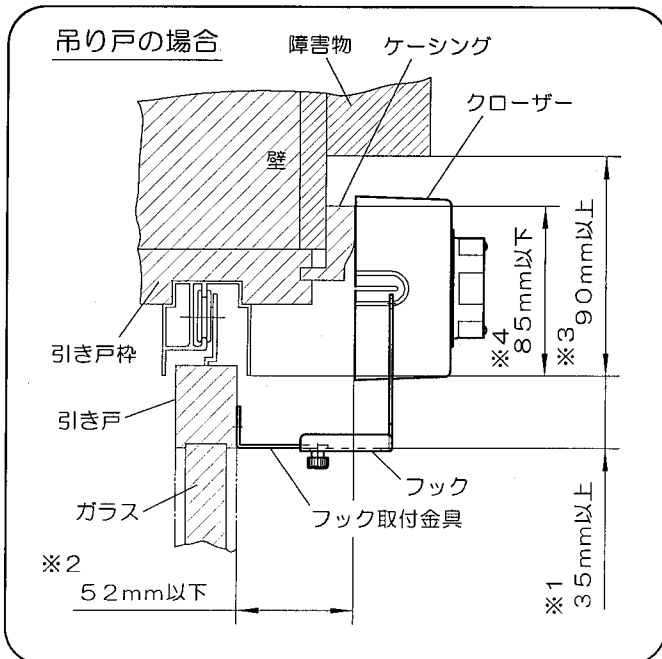 吊り戸の場合
障害物
ケーシング
クローザー
壁
※4
85mm以下
※3
90mm以上
引き戸枠
引き戸
ガラス
フック
フック取付金具
※2
52mm以下
※1
35mm以上